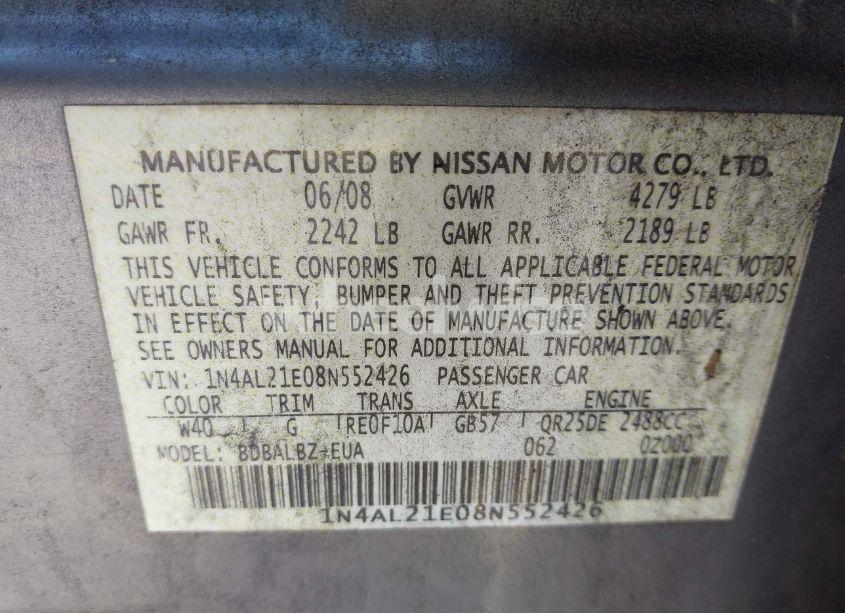 MANUFACTURED BY NISSAN MOTOR CO., LTD.
DATE 06/08 GVWR 4279 LB
GAWR FR. 2242 LB GAWR RR. 2189 LB
THIS VEHICLE CONFORMS TO ALL APPLICABLE FEDERAL MOTOR
VEHICLE SAFETY, BUMPER AND THEFT PREVENTION STANDARDS
IN EFFECT ON THE DATE OF MANUFACTURE SHOWN ABOVE.
SEE OWNERS MANUAL FOR ADDITIONAL INFORMATION.
VIN: 1N4AL21E08N552426 PASSENGER CAR
COLOR TRIM TRANS AXLE ENGINE
W40 G RE0F10A GB57 QR25DE 2488CC
MODEL: BDBALBZ-EUA 062 0Z000
1N4AL21E08N552426